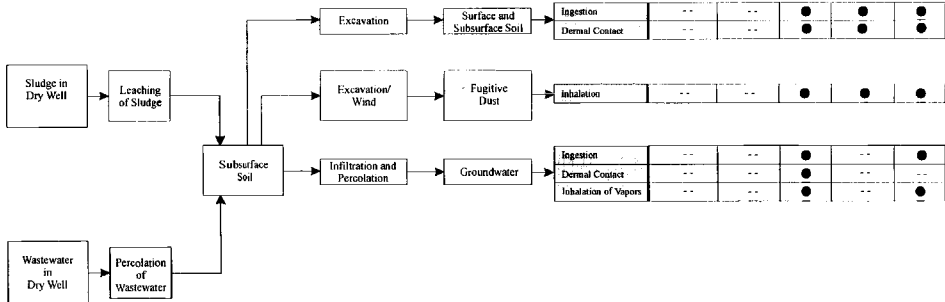 Excavation
Surface and
Subsurface Soil
Ingestion -- --
Dermal Contact -- --
Sludge in
Dry Well
Leaching
of Sludge
Excavation/
Wind
Fugitive
Dust
inhalation -- --
Subsurface
Soil
Infiltration and
Percolation
Groundwater
Ingestion -- -- --
Dermal Contact -- -- -- --
Inhalation of Vapors -- -- --
Wastewater
in
Dry Well
Percolation
of
Wastewater